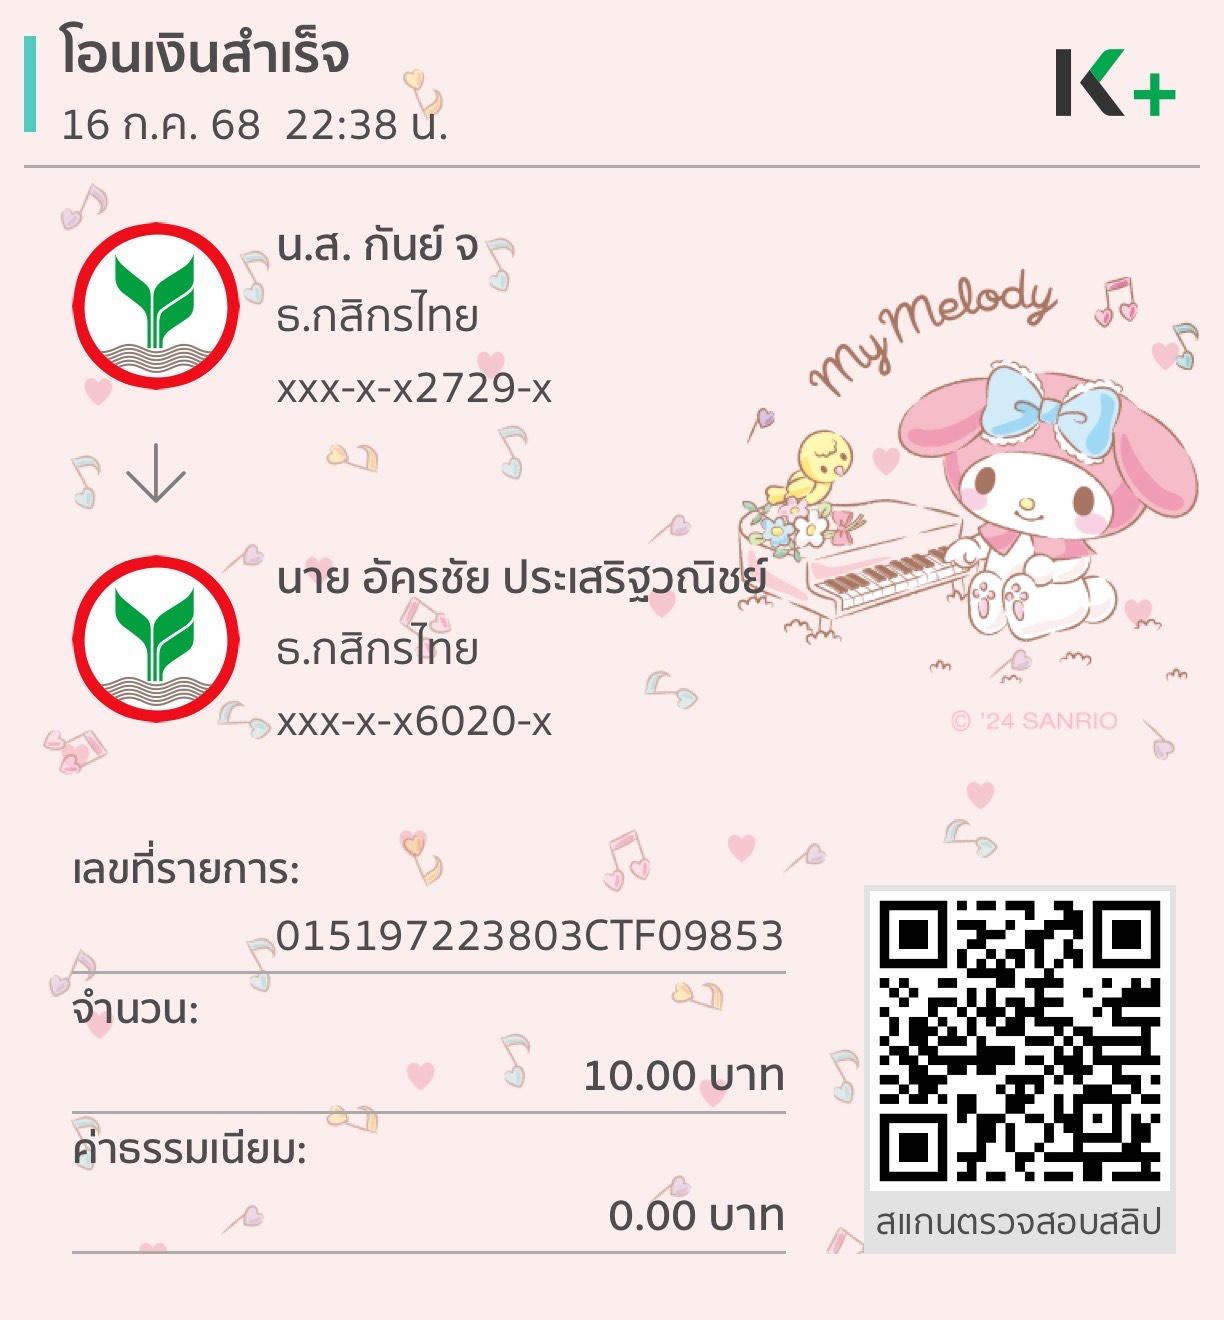 โอนเงินสำเร็จ
16 ก.ค. 68  22:38 น.
K+
น.ส. กันย์ จ
ธ.กสิกรไทย
xxx-x-x2729-x
My Melody
นาย อัครชัย ประเสริฐวณิชย์
ธ.กสิกรไทย
xxx-x-x6020-x
© '24 SANRIO
เลขที่รายการ:
015197223803CTF09853
จำนวน:
10.00 บาท
ค่าธรรมเนียม:
0.00 บาท
สแกนตรวจสอบสลิป